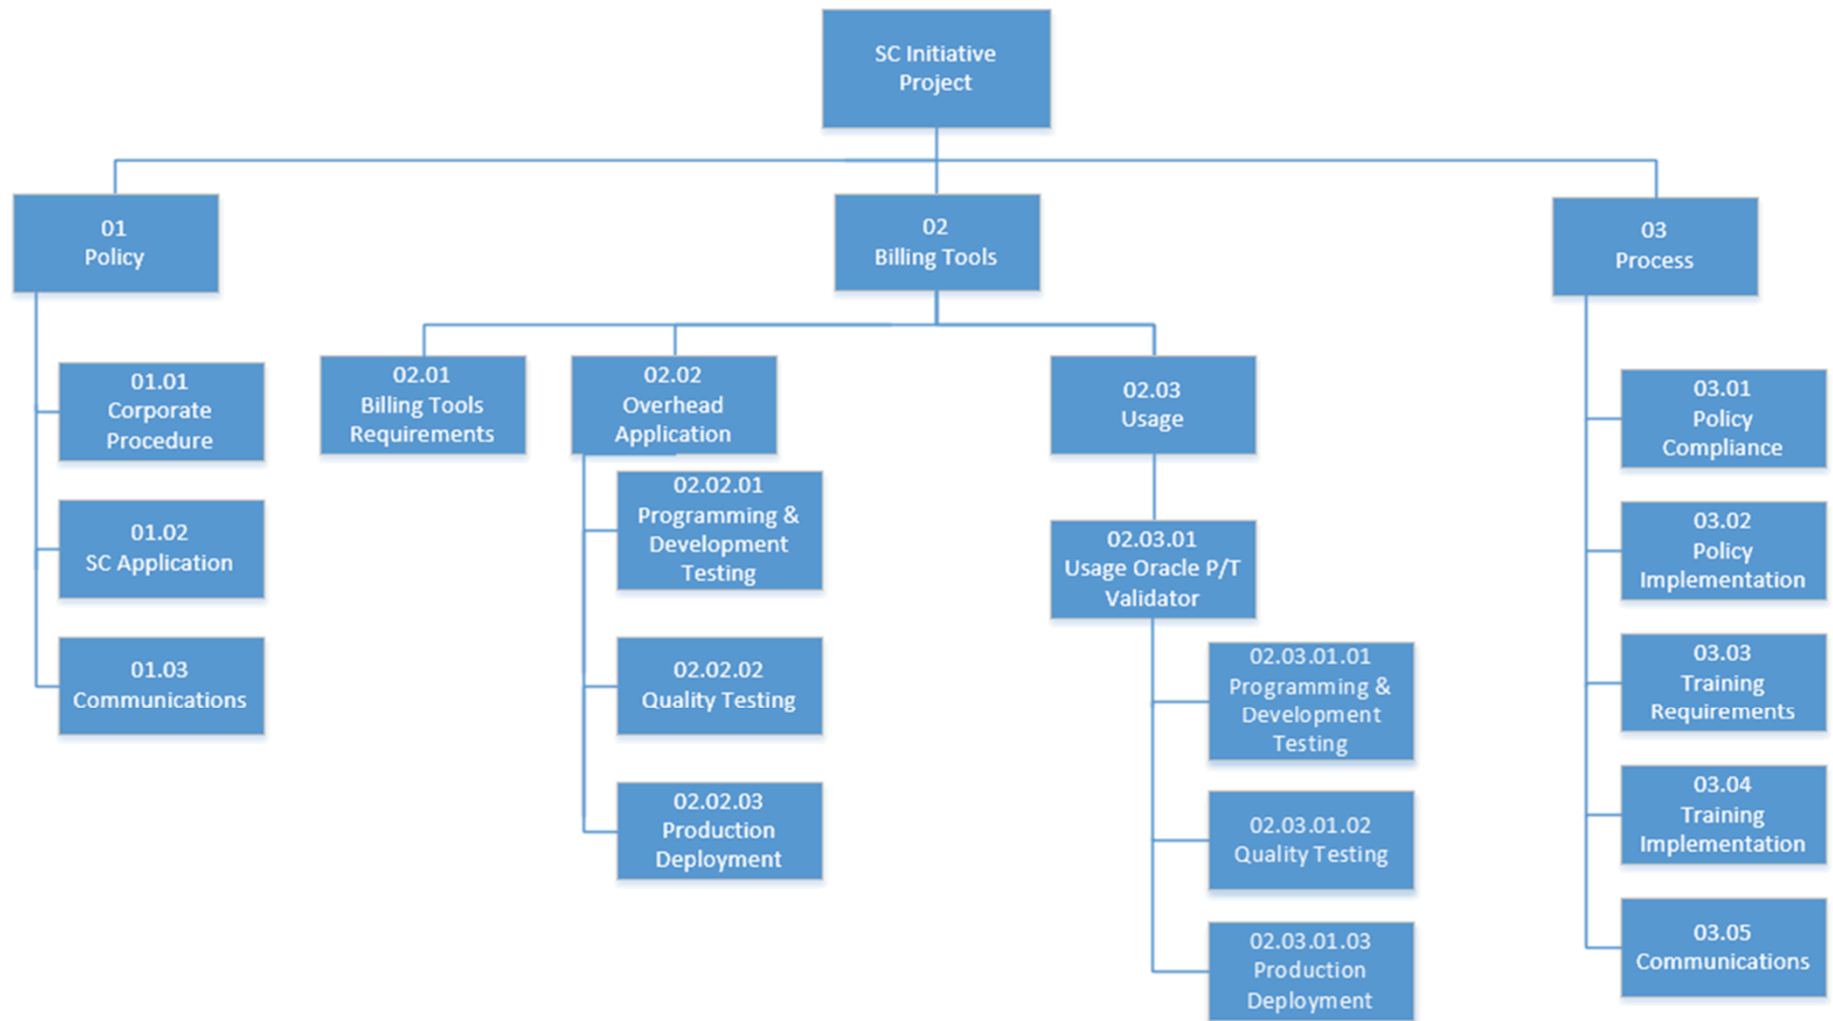 SC Initiative
Project
01
Policy
02
Billing Tools
03
Process
01.01
Corporate
Procedure
01.02
SC Application
01.03
Communications
02.01
Billing Tools
Requirements
02.02
Overhead
Application
02.02.01
Programming &
Development
Testing
02.02.02
Quality Testing
02.02.03
Production
Deployment
02.03
Usage
02.03.01
Usage Oracle P/T
Validator
02.03.01.01
Programming &
Development
Testing
02.03.01.02
Quality Testing
02.03.01.03
Production
Deployment
03.01
Policy
Compliance
03.02
Policy
Implementation
03.03
Training
Requirements
03.04
Training
Implementation
03.05
Communications